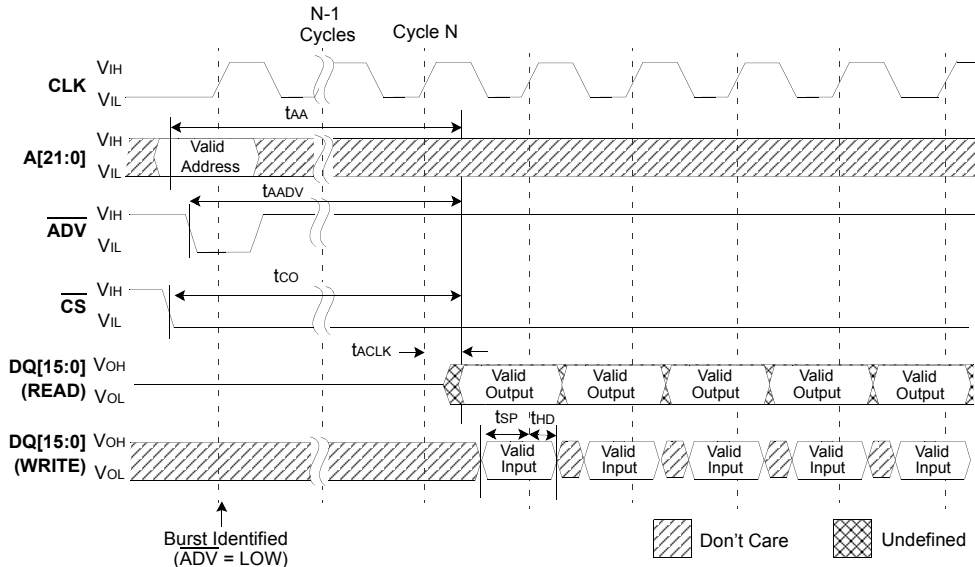 N-1
Cycles
Cycle N
CLK
VIH
VIL
tAA
A[21:0]
VIH
VIL
Valid
Address
tAADV
ADV
VIH
VIL
tCO
CS
VIH
VIL
tACLK
DQ[15:0]
(READ)
VOH
VOL
Valid
Output
Valid
Output
Valid
Output
Valid
Output
Valid
Output
tSP
tHD
DQ[15:0]
(WRITE)
VOH
VOL
Valid
Input
Valid
Input
Valid
Input
Valid
Input
Valid
Input
Burst Identified
(ADV = LOW)
Don't Care
Undefined